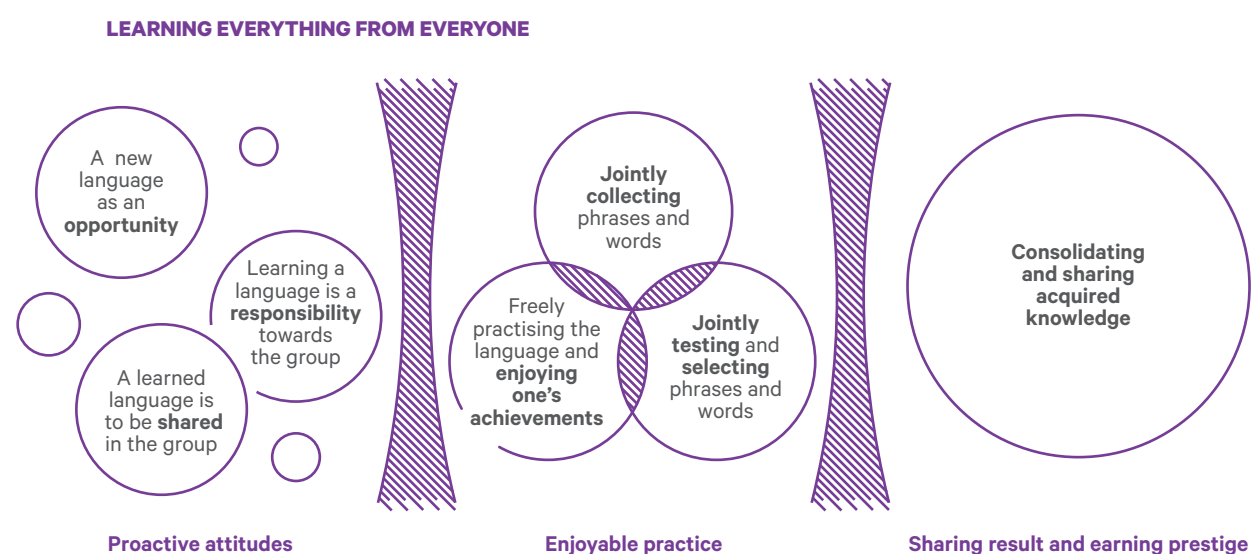 LEARNING EVERYTHING FROM EVERYONE
A new
language
as an
opportunity
Learning a
language is a
responsibility
towards
the group
A learned
language is
to be shared
in the group
Proactive attitudes
Jointly
collecting
phrases and
words
Freely
practising the
language and
enjoying
one's
achievements
Jointly
testing and
selecting
phrases and
words
Enjoyable practice
Consolidating
and sharing
acquired
knowledge
Sharing result and earning prestige